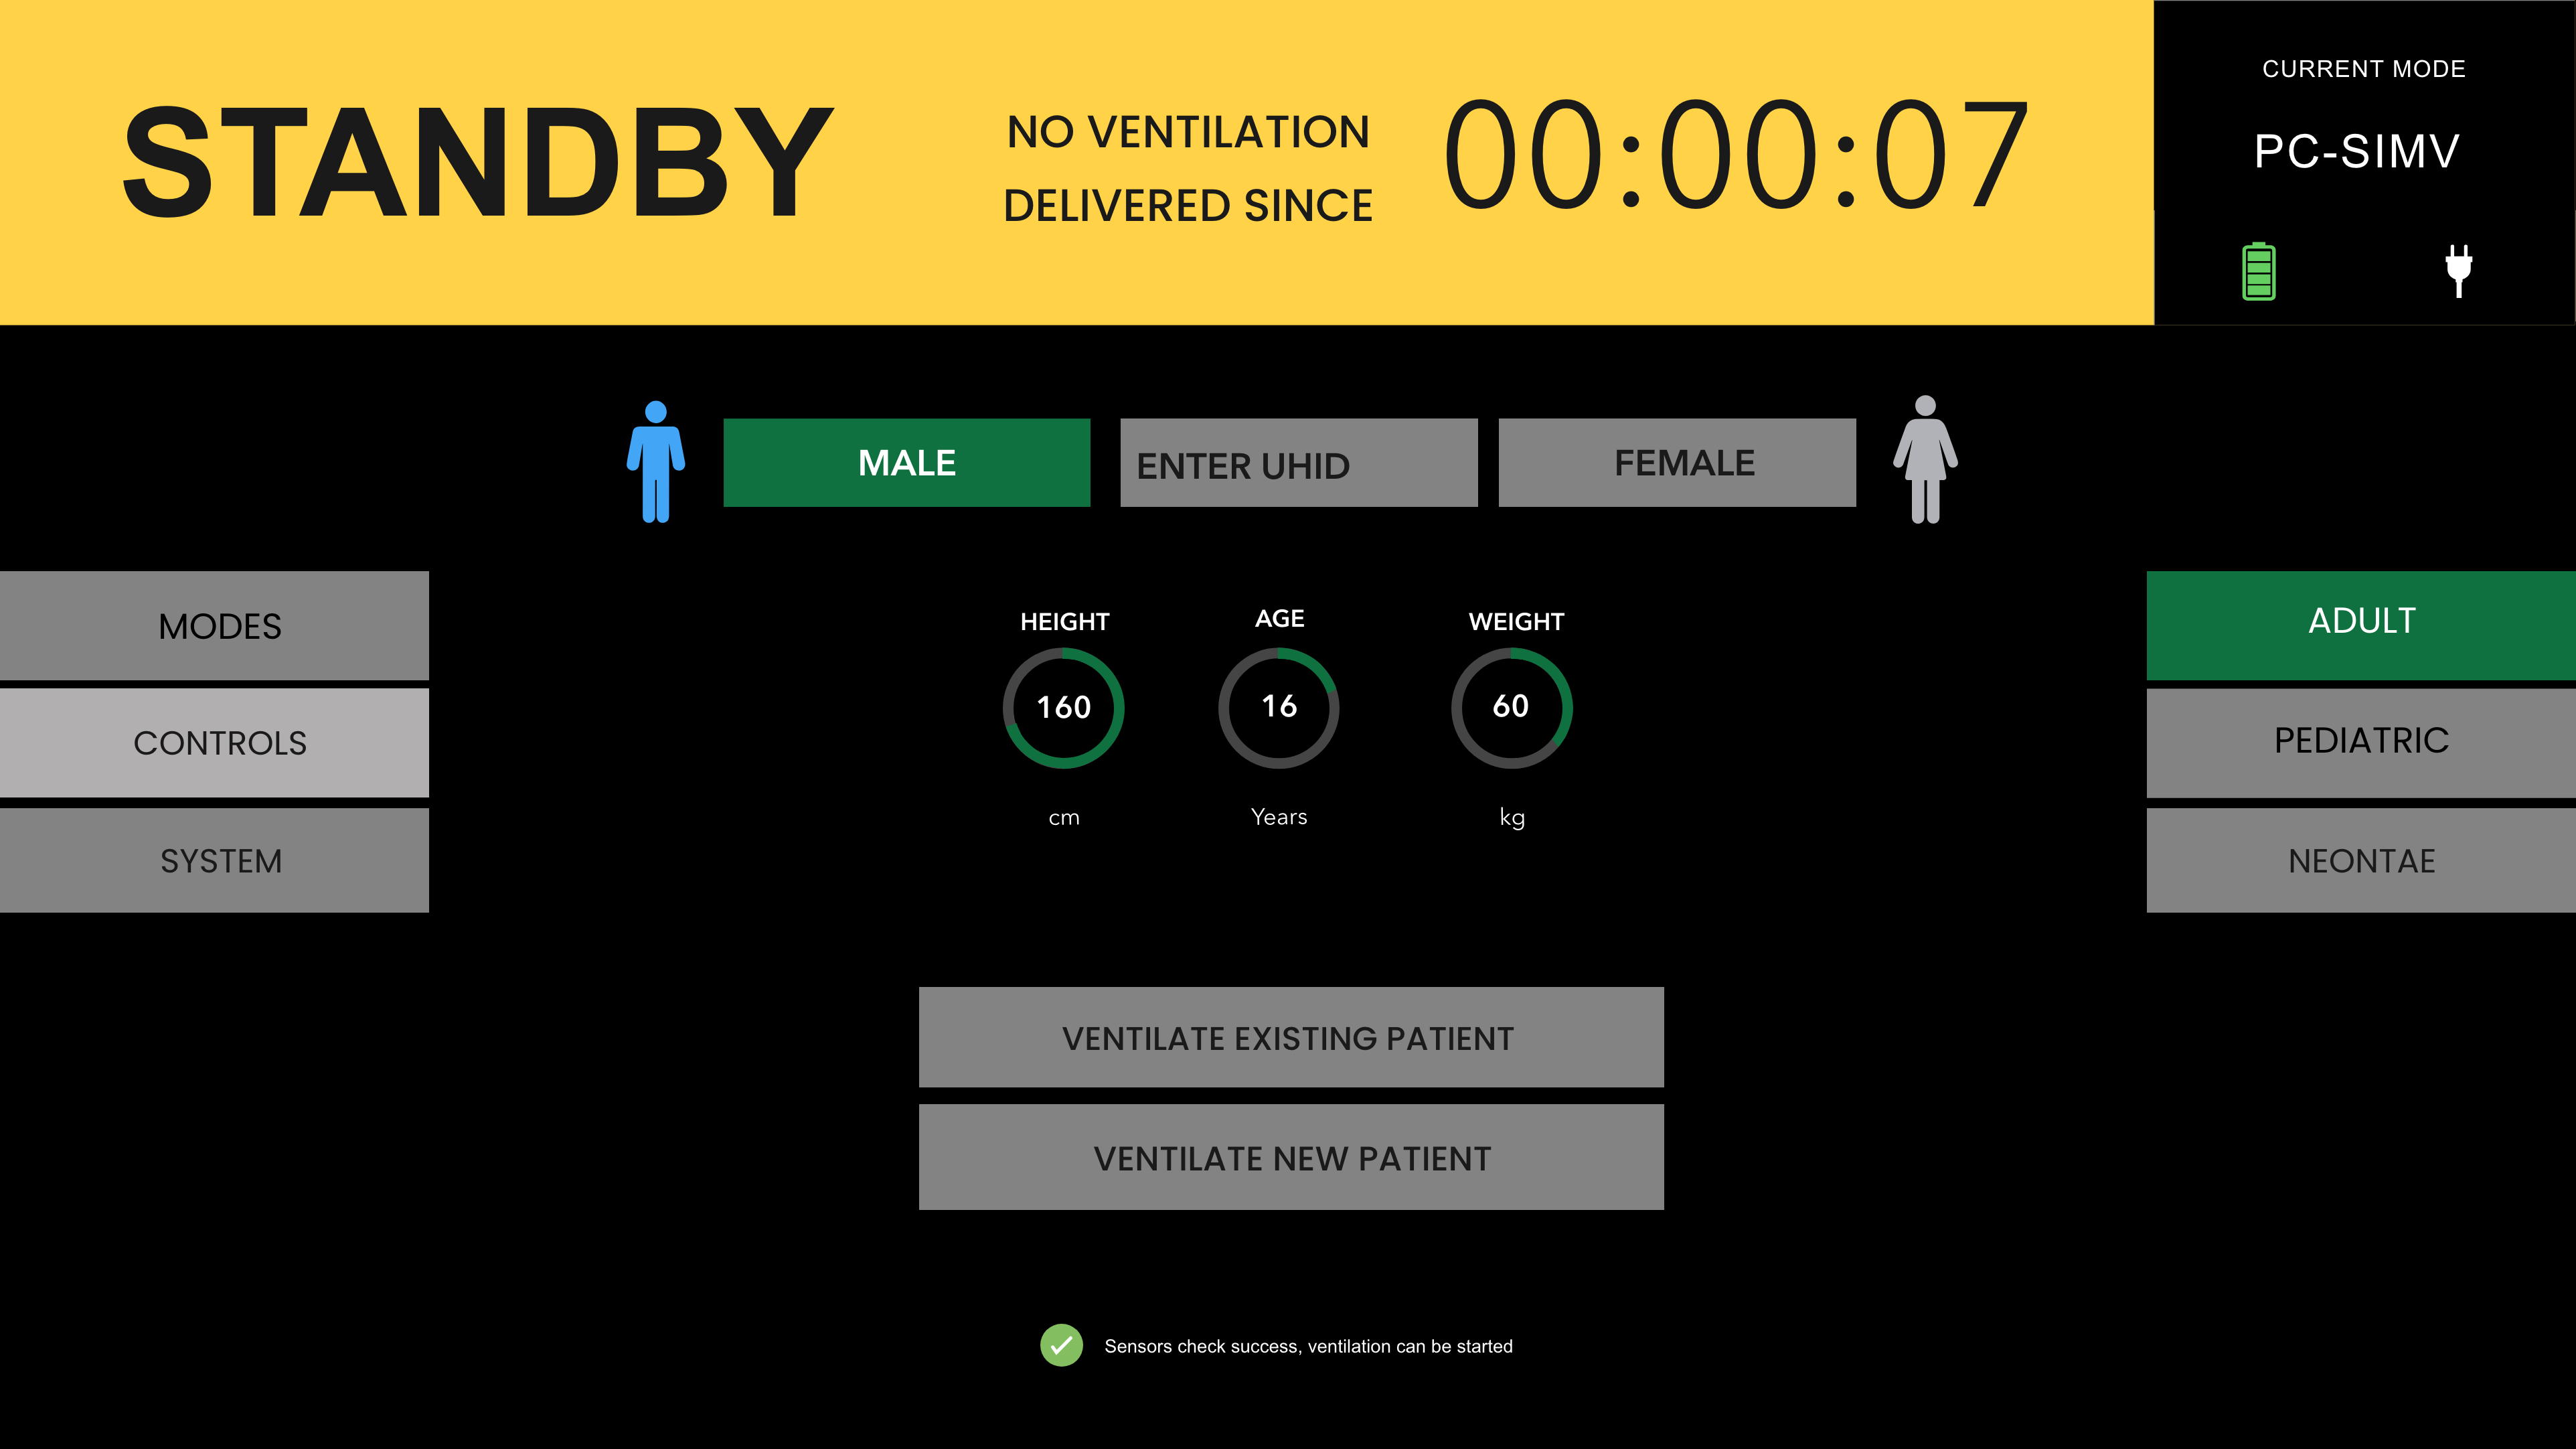 STANDBY
NO VENTILATION
DELIVERED SINCE
00:00:07
CURRENT MODE
PC-SIMV
MALE
ENTER UHID
FEMALE
MODES
CONTROLS
SYSTEM
HEIGHT
160
cm
AGE
16
Years
WEIGHT
60
kg
ADULT
PEDIATRIC
NEONTAE
VENTILATE EXISTING PATIENT
VENTILATE NEW PATIENT
Sensors check success, ventilation can be started